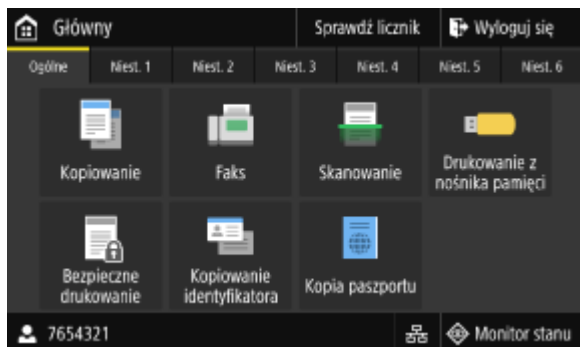 Główny Sprawdź licznik Wyloguj się
Ogólne Niest. 1 Niest. 2 Niest. 3 Niest. 4 Niest. 5 Niest. 6
Kopiowanie Faks Skanowanie Drukowanie z
nośnika pamięci
Bezpieczne
drukowanie
Kopiowanie
identyfikatora
Kopia paszportu
7654321 Monitor stanu